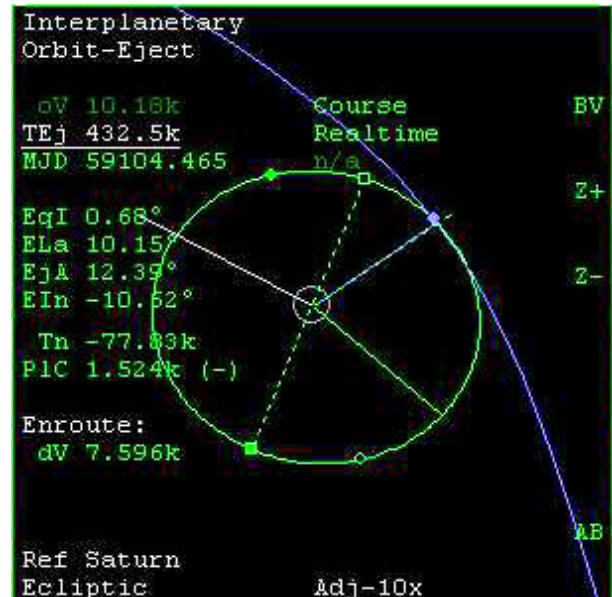 Interplanetary
Orbit-Eject
oV 10.18k Course BV
TEj 432.5k Realtime
MJD 59104.465 n/a
Z+
EqI 0.68°
ELa 10.15°
EjA 12.39°
Z-
EIn -10.62°
Tn -77.83k
PlC 1.524k (-)
Enroute:
dV 7.596k
AB
Ref Saturn
Ecliptic Adj-10x